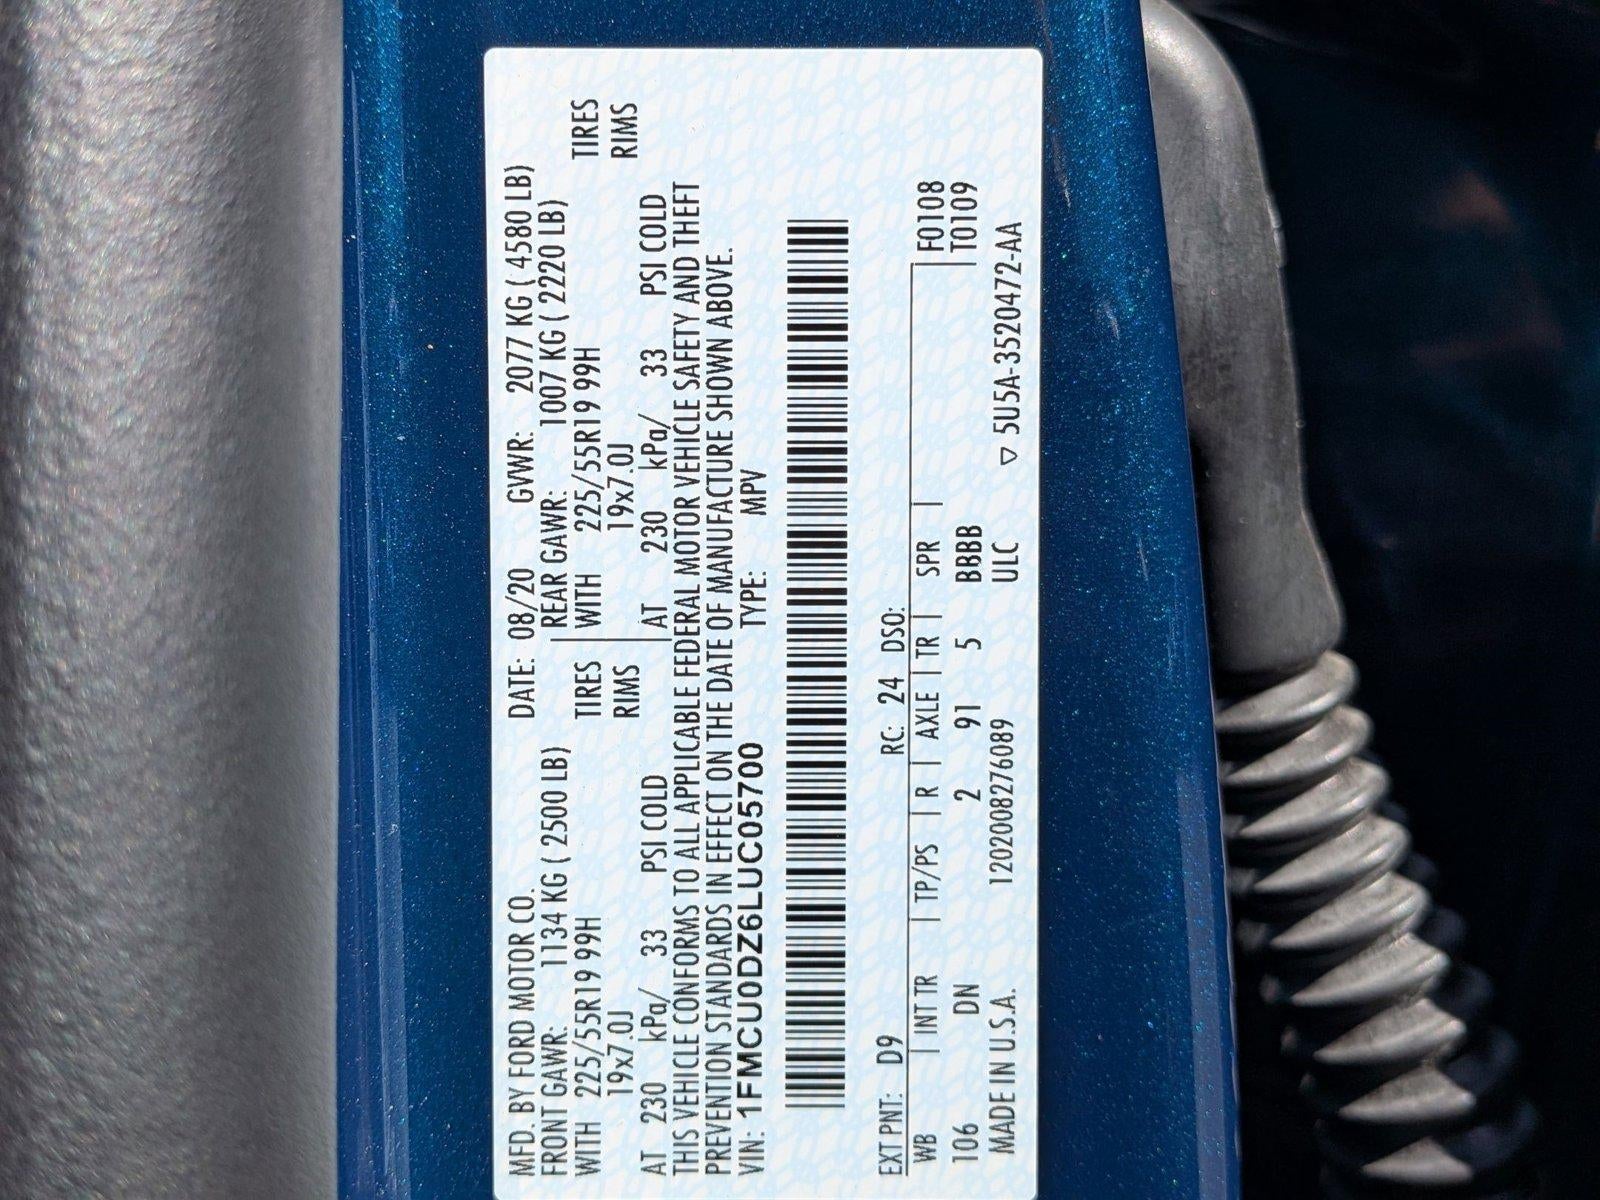 MFD. BY FORD MOTOR CO. DATE: 08/20 GVWR: 2077 KG ( 4580 LB)
FRONT GAWR: 1134 KG ( 2500 LB) REAR GAWR: 1007 KG ( 2220 LB)
WITH 225/55R19 99H TIRES WITH 225/55R19 99H TIRES
19x7.0J RIMS 19x7.0J RIMS
AT 230 kPa/ 33 PSI COLD AT 230 kPa/ 33 PSI COLD
THIS VEHICLE CONFORMS TO ALL APPLICABLE FEDERAL MOTOR VEHICLE SAFETY AND THEFT
PREVENTION STANDARDS IN EFFECT ON THE DATE OF MANUFACTURE SHOWN ABOVE.
VIN: 1FMCU0DZ6LUC05700 TYPE: MPV
EXT PNT: D9 RC: 24 DSO:
WB | INT TR | TP/PS | R | AXLE | TR | SPR | F0108
106 DN 2 91 5 BBBB T0109
MADE IN U.S.A. 12020082760​89 ULC ▽ 5U5A-3520472-AA